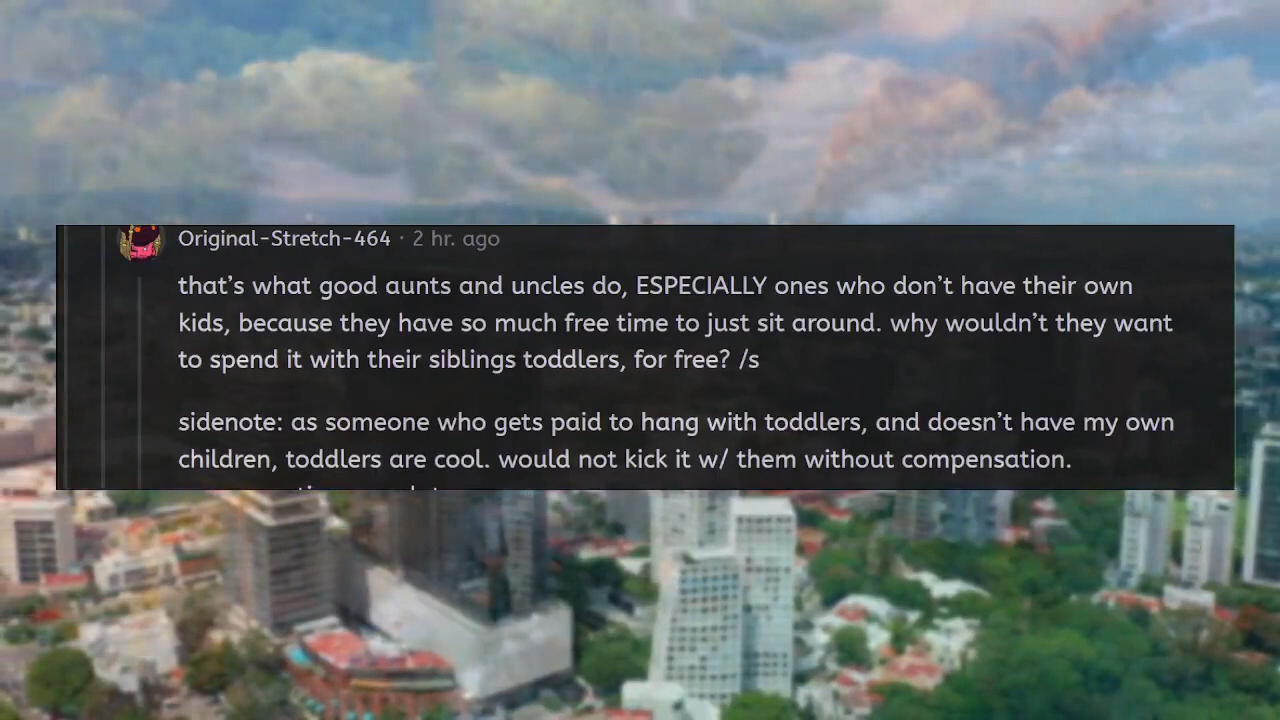 Original-Stretch-464 · 2 hr. ago
that’s what good aunts and uncles do, ESPECIALLY ones who don’t have their own
kids, because they have so much free time to just sit around. why wouldn’t they want
to spend it with their siblings toddlers, for free? /s
sidenote: as someone who gets paid to hang with toddlers, and doesn’t have my own
children, toddlers are cool. would not kick it w/ them without compensation.